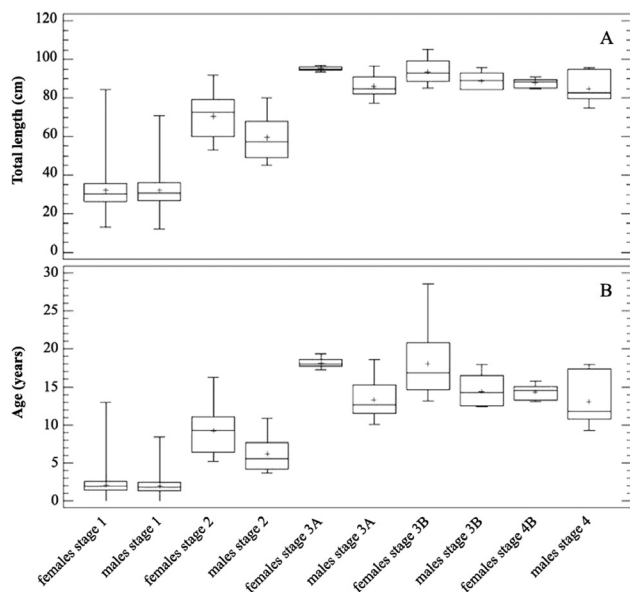 A
Total length (cm)
120
100
80
60
40
20
0
B
Age (years)
30
25
20
15
10
5
0
females stage 1
males stage 1
females stage 2
males stage 2
females stage 3A
males stage 3A
females stage 3B
males stage 3B
females stage 4B
males stage 4